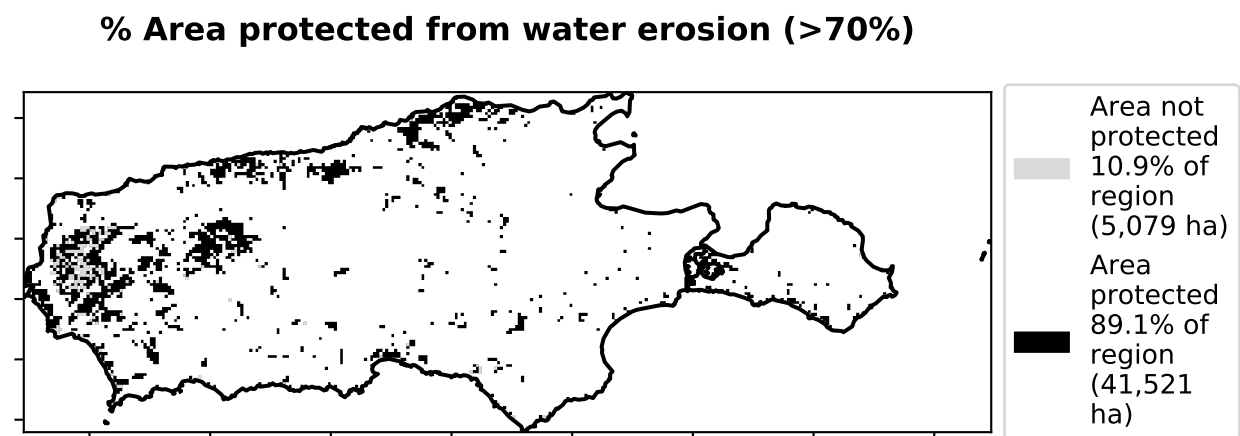 % Area protected from water erosion (>70%)
Area not
protected
10.9% of
region
(5,079 ha)
Area
protected
89.1% of
region
(41,521
ha)